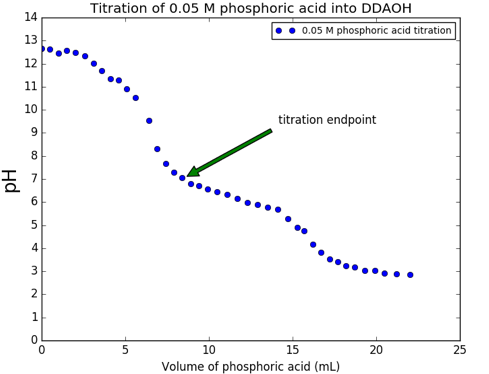 Titration of 0.05 M phosphoric acid into DDAOH
0.05 M phosphoric acid titration
titration endpoint
pH
14
13
12
11
10
9
8
7
6
5
4
3
2
1
0
0 5 10 15 20 25
Volume of phosphoric acid (mL)